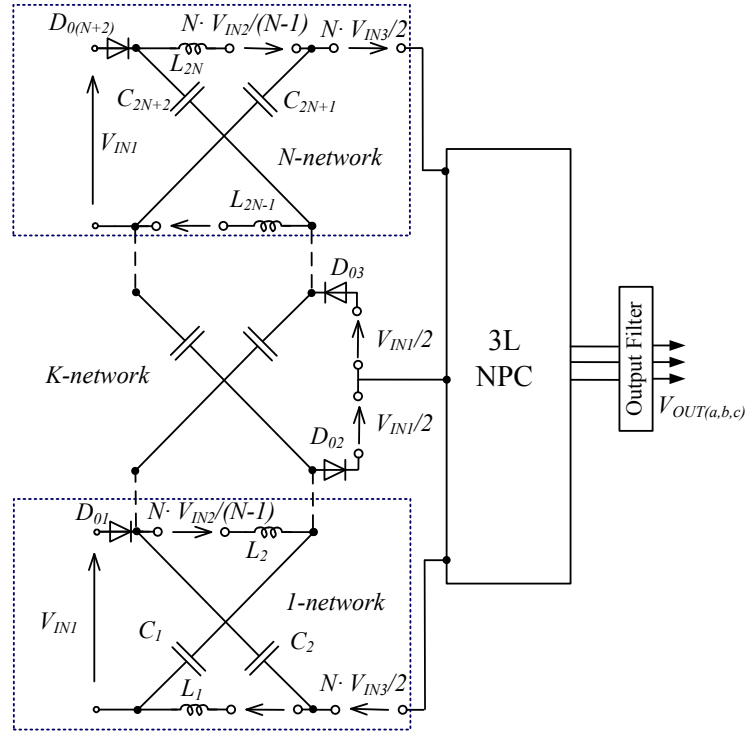 D0(N+2)
N· VIN2/(N-1)
N· VIN3/2
L2N
C2N+2
C2N+1
VIN1
N-network
L2N-1
D03
VIN1/2
K-network
3L
NPC
Output Filter
VOUT(a,b,c)
VIN1/2
D02
D01
N· VIN2/(N-1)
L2
1-network
VIN1
C1
C2
L1
N· VIN3/2